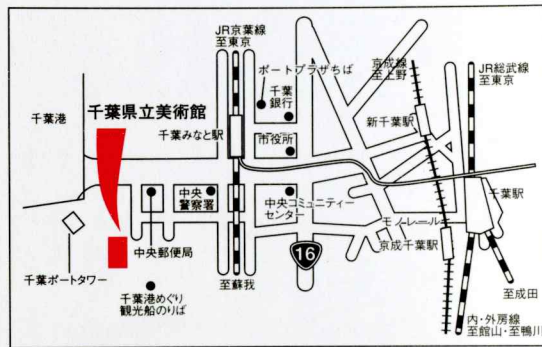 JR京葉線
至東京
ポートプラザちば
千葉
銀行
京成線
至上野
JR総武線
至東京
千葉港
千葉県立美術館
千葉みなと駅
市役所
新千葉駅
千葉駅
中央
警察署
中央コミュニティー
センター
モノレール
京成千葉駅
中央郵便局
16
千葉ポートタワー
千葉港めぐり
観光船のりば
至蘇我
至成田
内・外房線
至館山・至鴨川